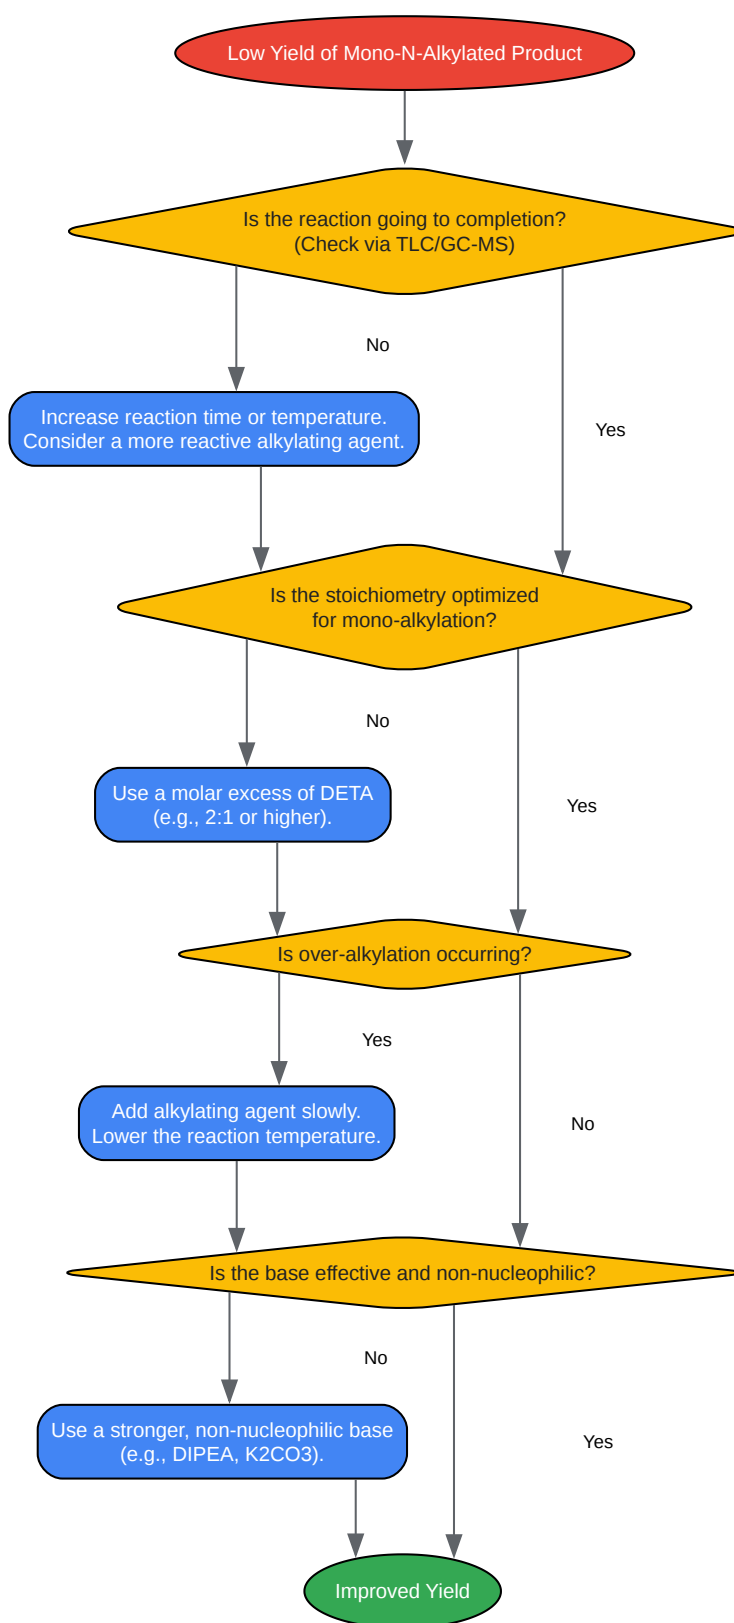 Low Yield of Mono-N-Alkylated Product
Is the reaction going to completion?
(Check via TLC/GC-MS)
No
Increase reaction time or temperature.
Consider a more reactive alkylating agent.
Yes
Is the stoichiometry optimized
for mono-alkylation?
No
Use a molar excess of DETA
(e.g., 2:1 or higher).
Yes
Is over-alkylation occurring?
Yes
Add alkylating agent slowly.
Lower the reaction temperature.
No
Is the base effective and non-nucleophilic?
No
Use a stronger, non-nucleophilic base
(e.g., DIPEA, K2CO3).
Yes
Improved Yield